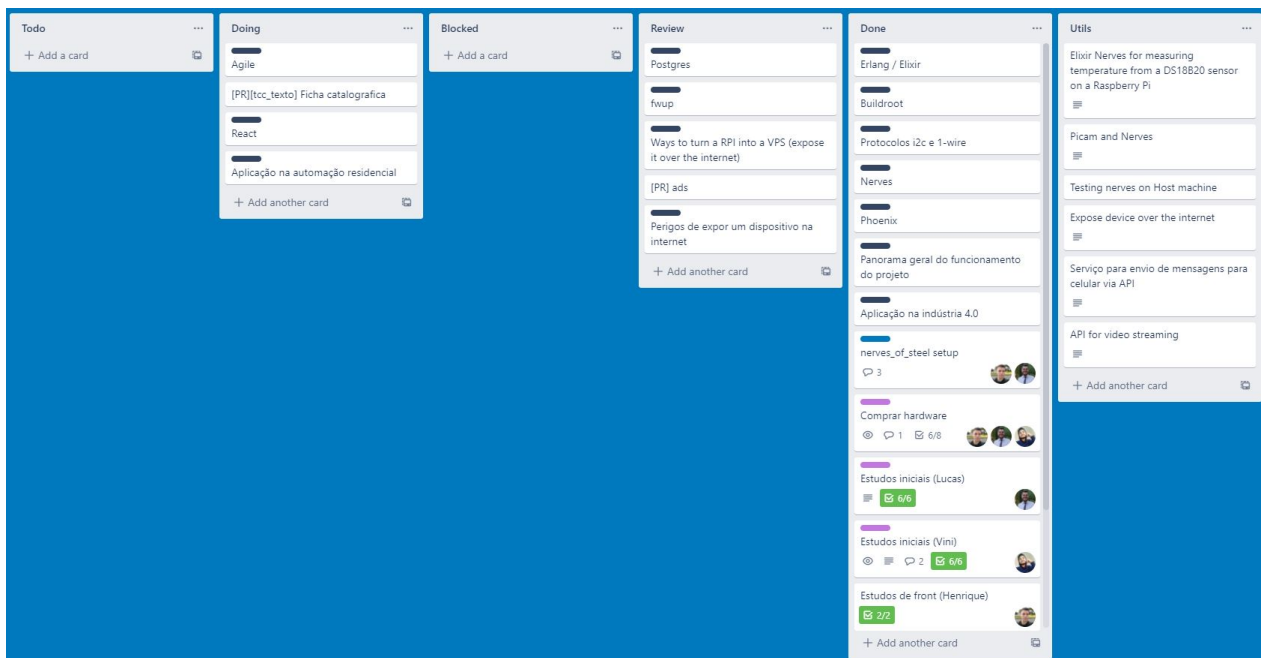 Todo
+ Add a card
Doing
Agile
[PR][tcc_texto] Ficha catalografica
React
Aplicação na automação residencial
+ Add another card
Blocked
+ Add a card
Review
Postgres
fwup
Ways to turn a RPI into a VPS (expose
it over the internet)
[PR] ads
Perigos de expor um dispositivo na
internet
+ Add another card
Done
Erlang / Elixir
Buildroot
Protocolos i2c e 1-wire
Nerves
Phoenix
Panorama geral do funcionamento
do projeto
Aplicação na indústria 4.0
nerves_of_steel setup
3
Comprar hardware
1 6/8
Estudos iniciais (Lucas)
6/6
Estudos iniciais (Vini)
2 6/6
Estudos de front (Henrique)
2/2
+ Add another card
Utils
Elixir Nerves for measuring
temperature from a DS18B20 sensor
on a Raspberry Pi
Picam and Nerves
Testing nerves on Host machine
Expose device over the internet
Serviço para envio de mensagens para
celular via API
API for video streaming
+ Add another card